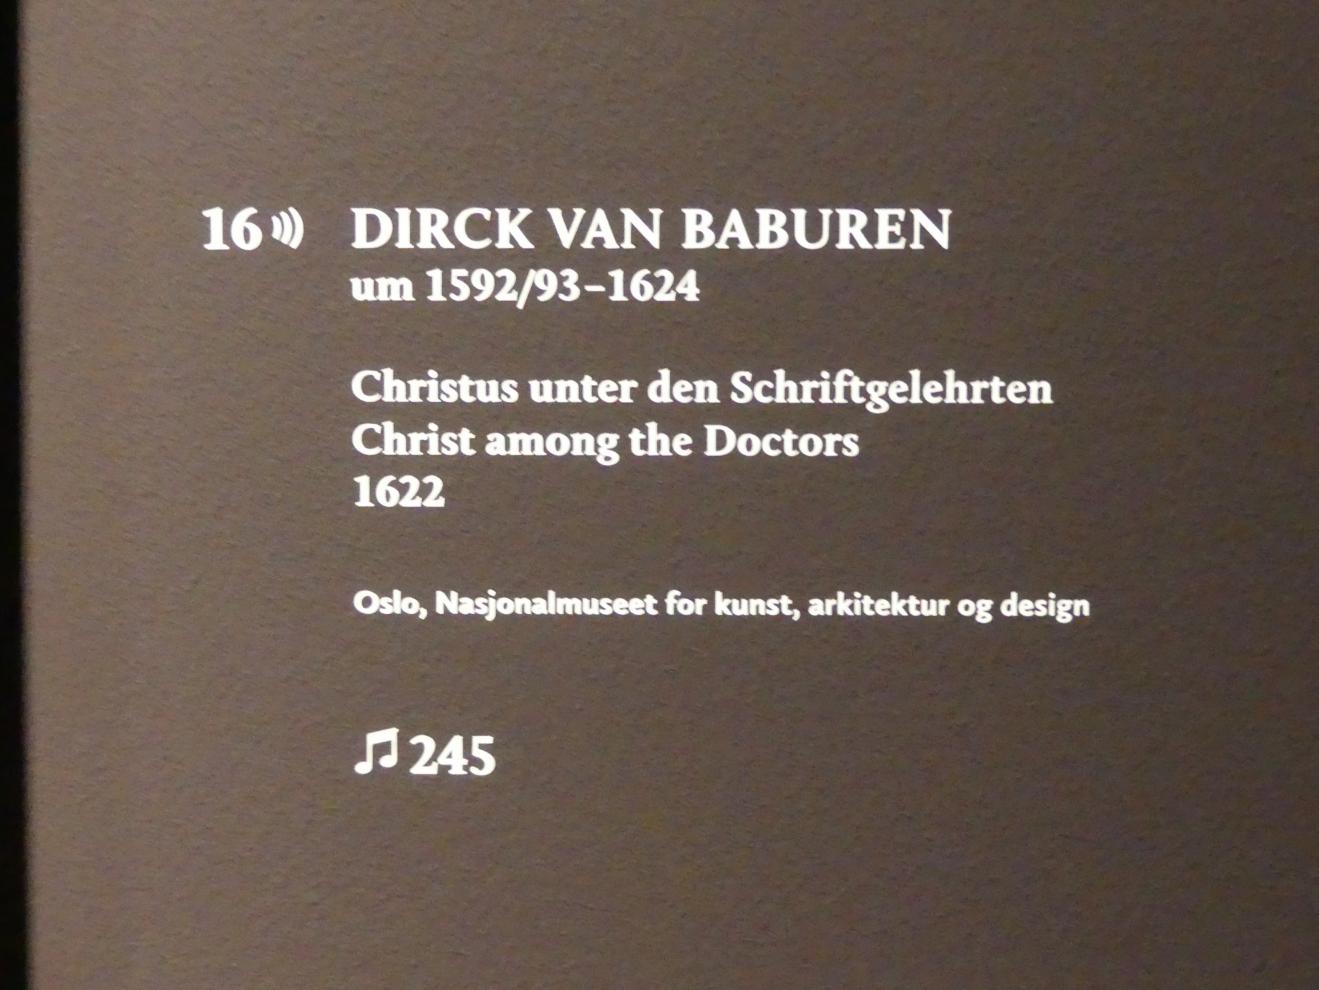 16 DIRCK VAN BABUREN
um 1592/93–1624
Christus unter den Schriftgelehrten
Christ among the Doctors
1622
Oslo, Nasjonalmuseet for kunst, arkitektur og design
♫ 245